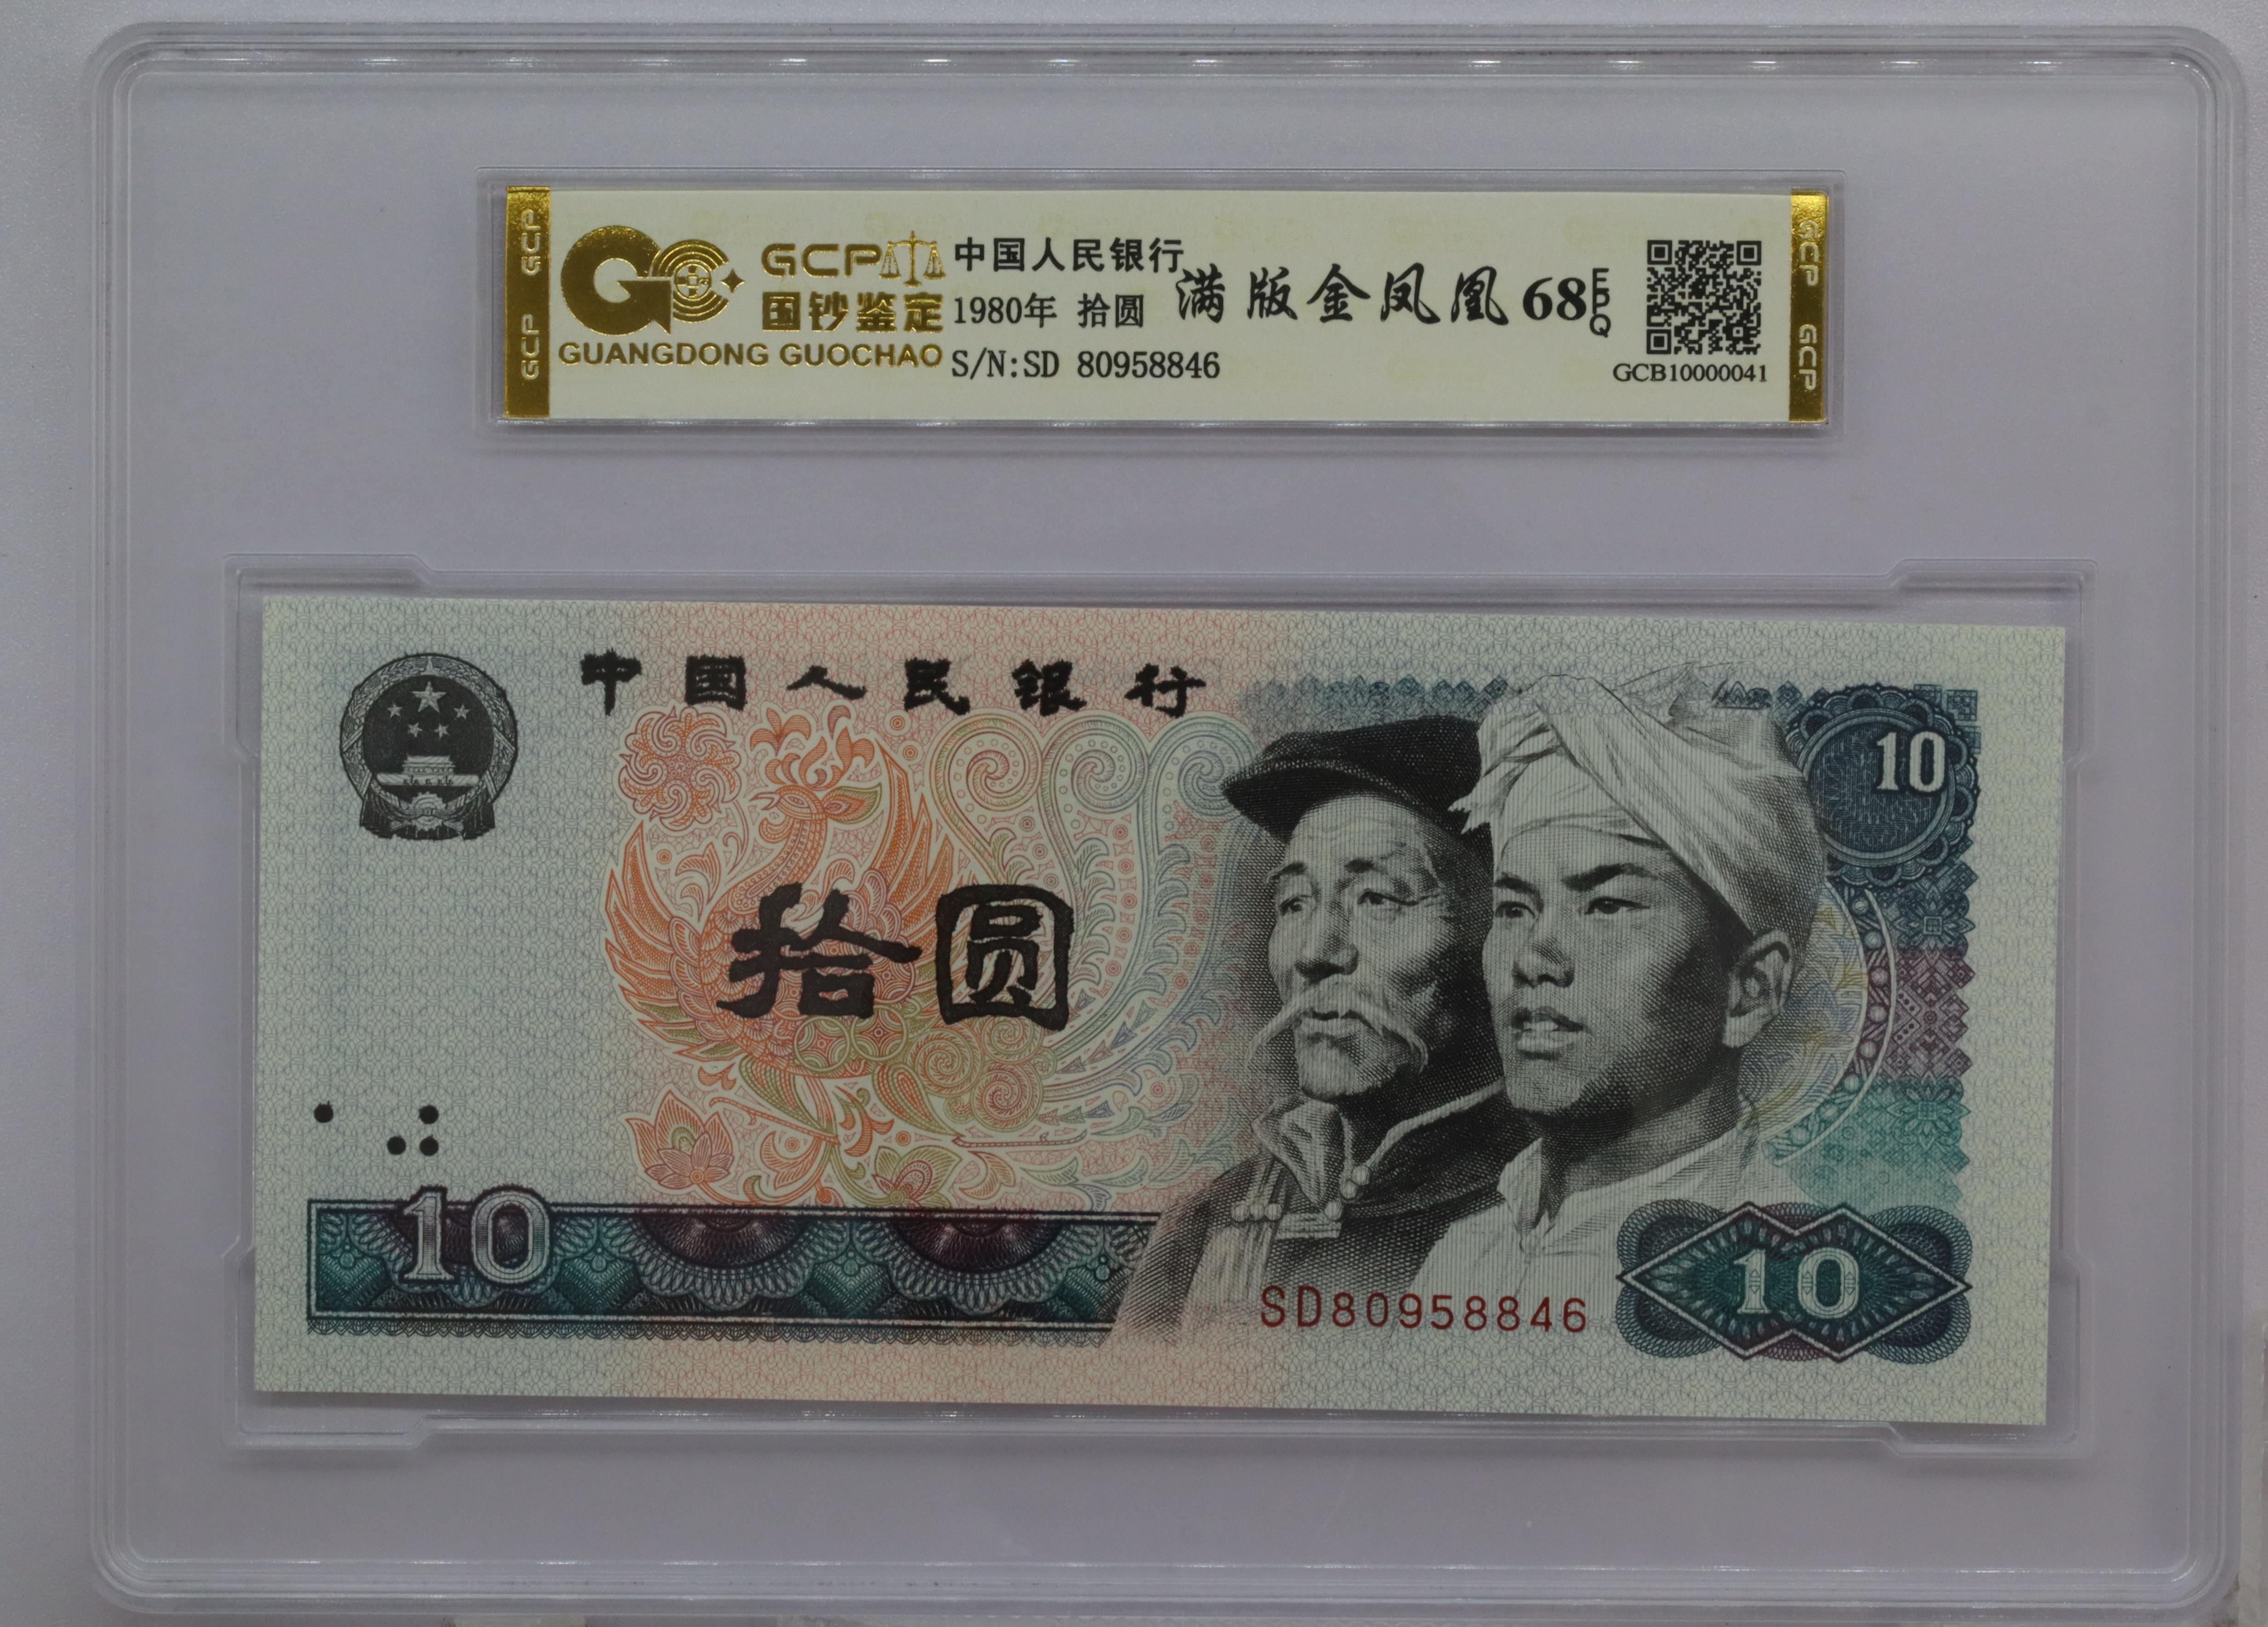 GCP GCP
GCP
国钞鉴定
GUANGDONG GUOCHAO
中国人民银行
1980年 拾圆
S/N:SD 80958846
满版金凤凰 68 EPQ
GCB10000041
GCP GCP
中国人民银行
10
拾圆
10
SD80958846
10